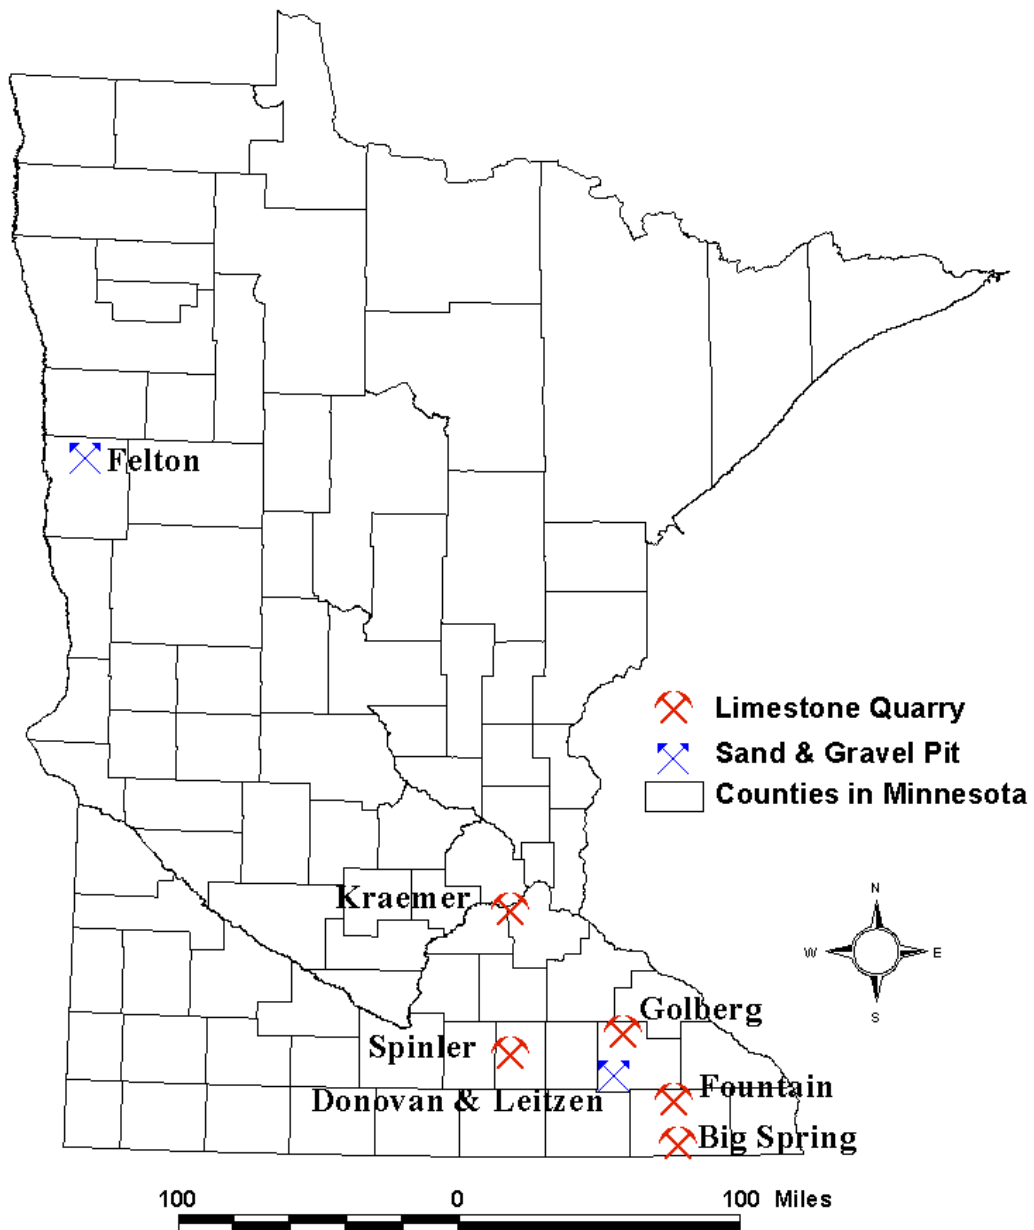 Felton
Limestone Quarry
Sand & Gravel Pit
Counties in Minnesota
Kraemer
N
W
E
S
Golberg
Spinler
Donovan & Leitzen
Fountain
Big Spring
100 0 100 Miles